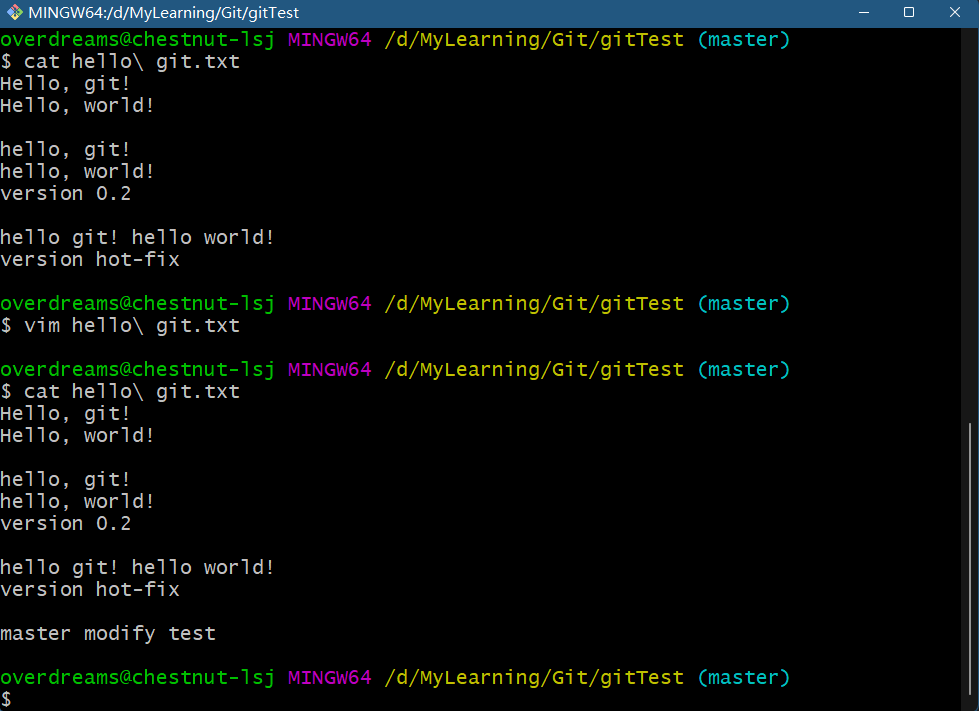 MINGW64:/d/MyLearning/Git/gitTest
overdreams@chestnut-lsj MINGW64 /d/MyLearning/Git/gitTest (master)
$ cat hello\ git.txt
Hello, git!
Hello, world!

hello, git!
hello, world!
version 0.2

hello git! hello world!
version hot-fix

overdreams@chestnut-lsj MINGW64 /d/MyLearning/Git/gitTest (master)
$ vim hello\ git.txt

overdreams@chestnut-lsj MINGW64 /d/MyLearning/Git/gitTest (master)
$ cat hello\ git.txt
Hello, git!
Hello, world!

hello, git!
hello, world!
version 0.2

hello git! hello world!
version hot-fix

master modify test

overdreams@chestnut-lsj MINGW64 /d/MyLearning/Git/gitTest (master)
$